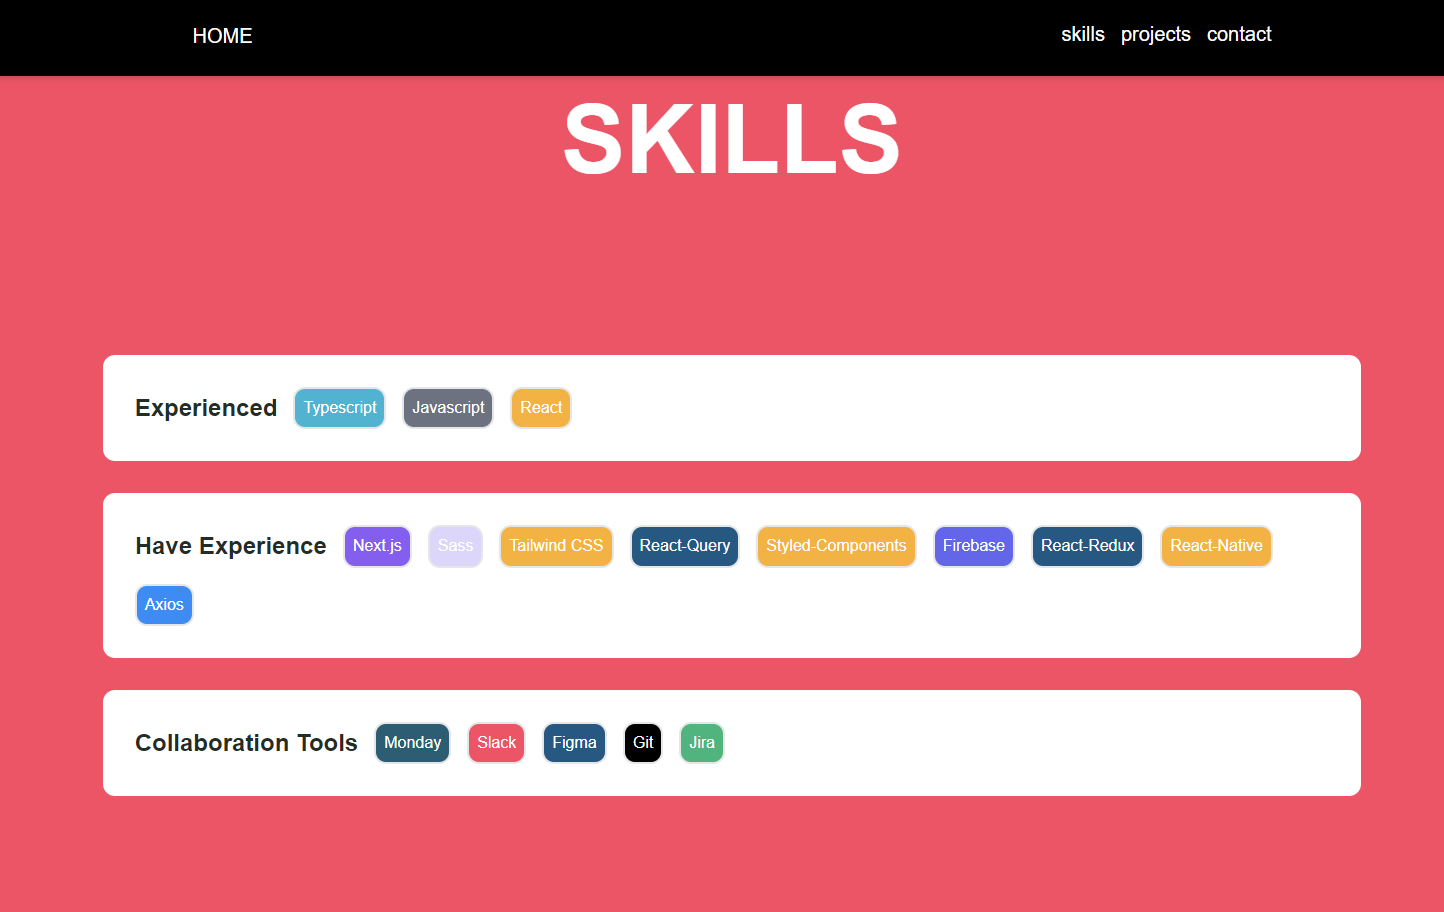 HOME skills projects contact
SKILLS
Experienced Typescript Javascript React
Have Experience Next.js Sass Tailwind CSS React-Query Styled-Components Firebase React-Redux React-Native
Axios
Collaboration Tools Monday Slack Figma Git Jira